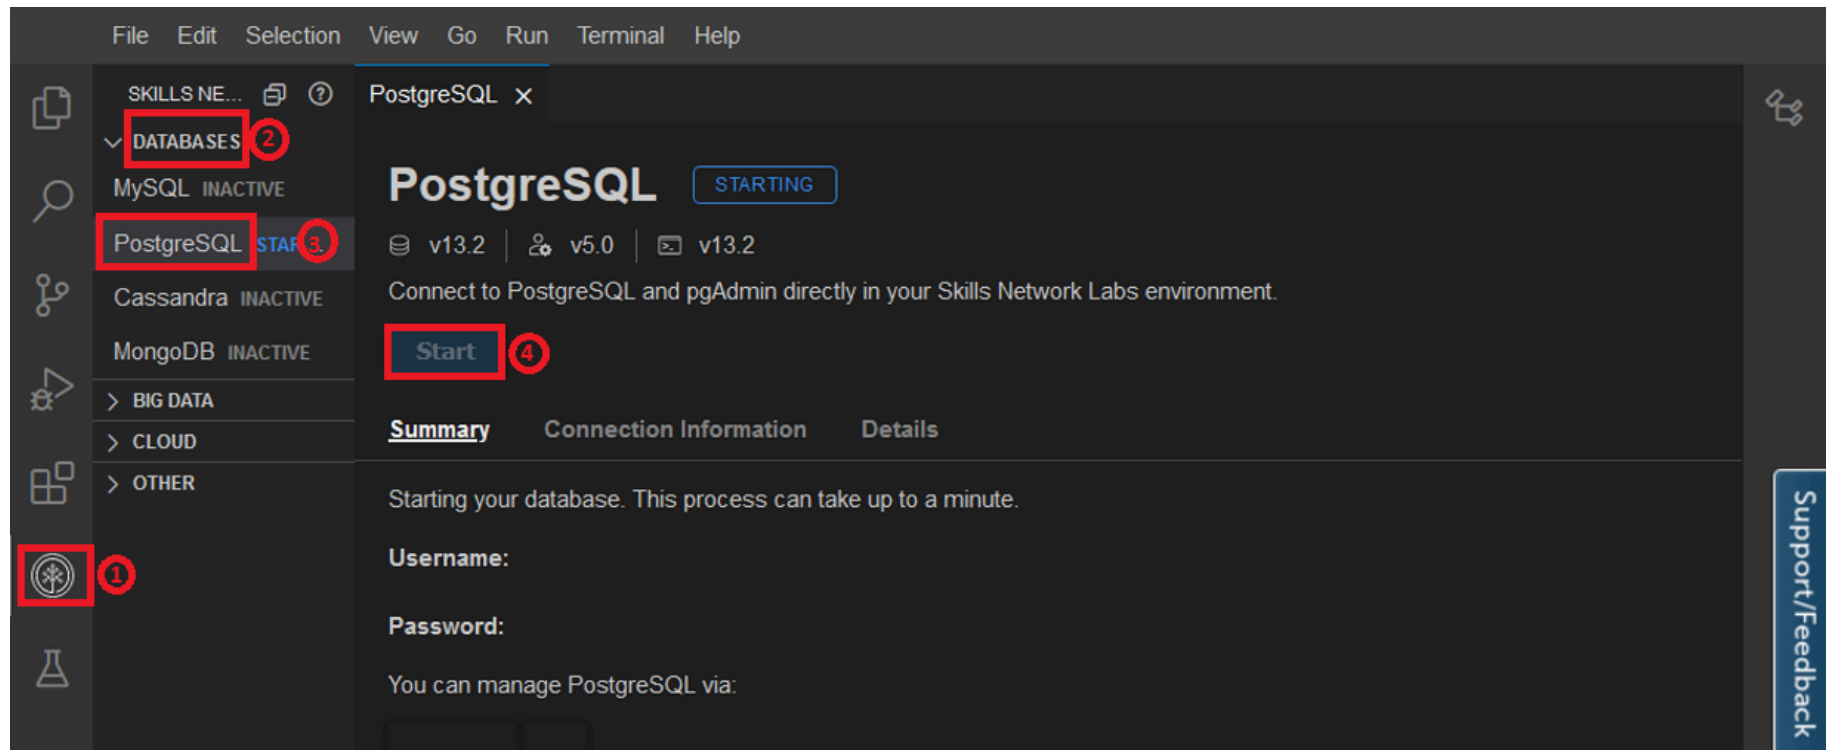 File Edit Selection View Go Run Terminal Help
SKILLS NE...
PostgreSQL
DATABASES 2
MySQL INACTIVE
PostgreSQL 3
Cassandra INACTIVE
MongoDB INACTIVE
BIG DATA
CLOUD
OTHER
1
PostgreSQL STARTING
v13.2 v5.0 v13.2
Connect to PostgreSQL and pgAdmin directly in your Skills Network Labs environment.
Start 4
Summary Connection Information Details
Starting your database. This process can take up to a minute.
Username:
Password:
You can manage PostgreSQL via:
Support/Feedback